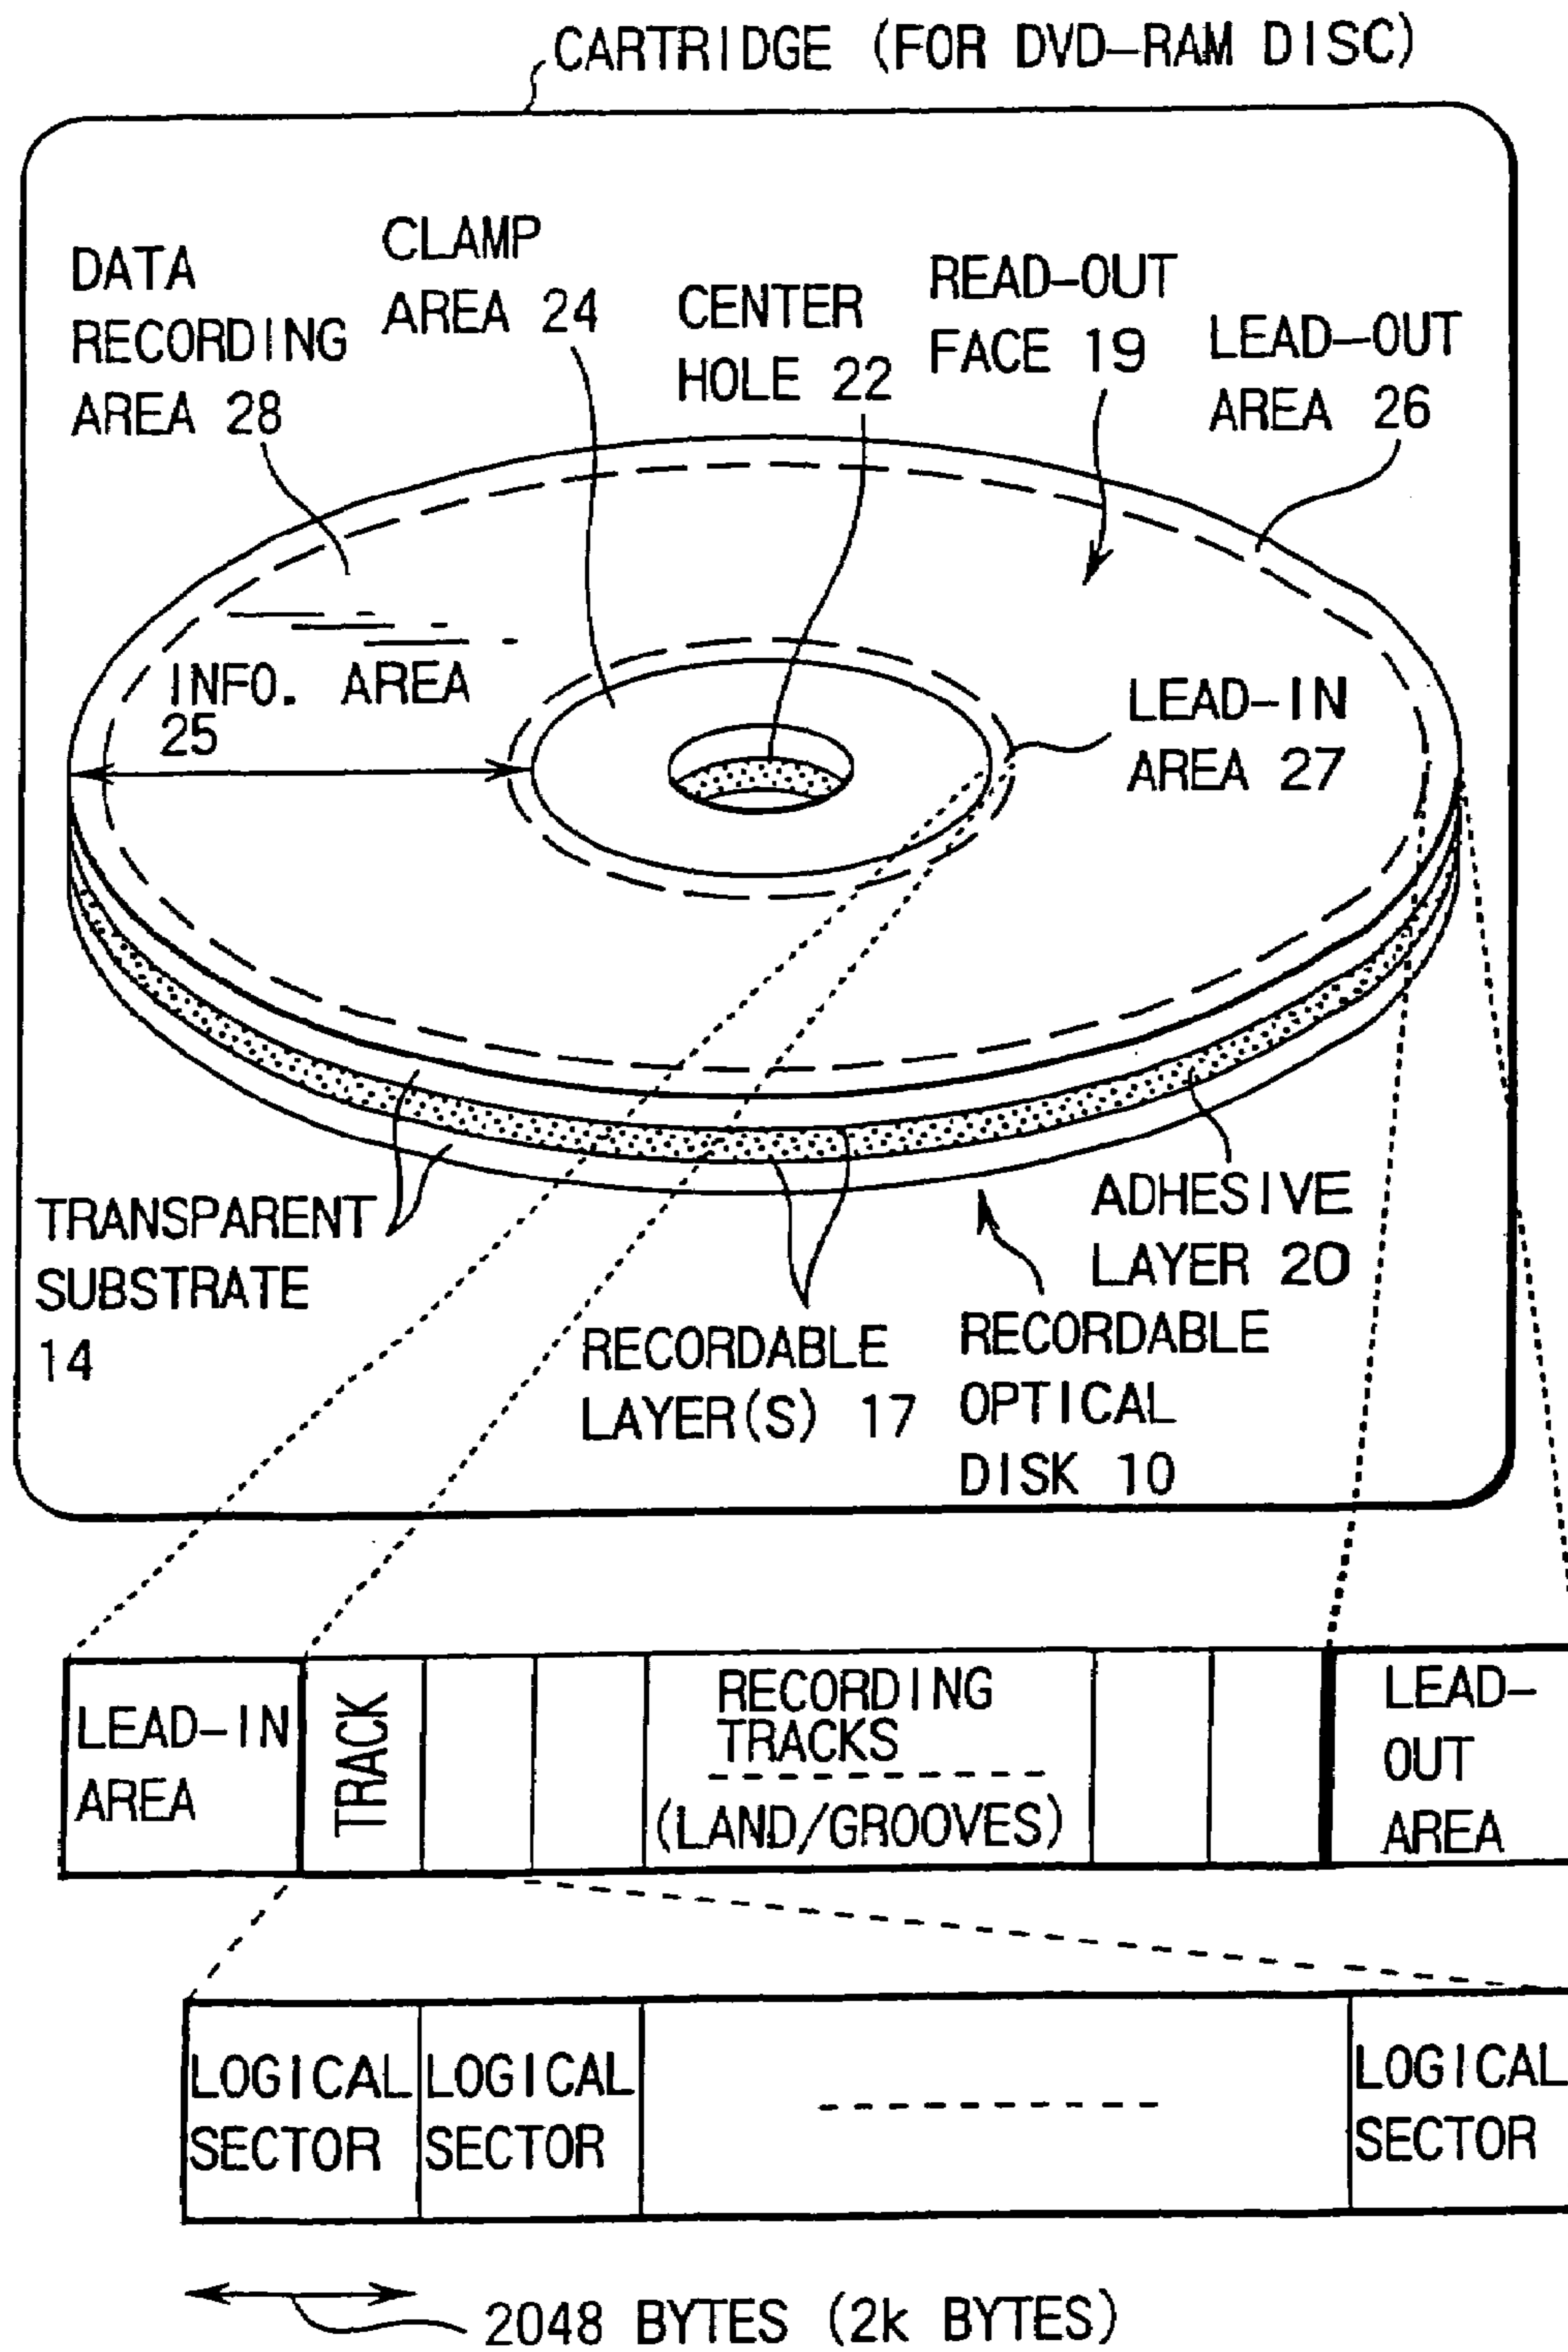 CARTRIDGE (FOR DVD-RAM DISC)
DATA
RECORDING
AREA 28
CLAMP
AREA 24
CENTER
HOLE 22
READ-OUT
FACE 19
LEAD-OUT
AREA 26
INFO. AREA
25
LEAD-IN
AREA 27
TRANSPARENT
SUBSTRATE
14
RECORDABLE
LAYER(S) 17
ADHESIVE
LAYER 20
RECORDABLE
OPTICAL
DISK 10
LEAD-IN
AREA
TRACK
RECORDING
TRACKS
(LAND/GROOVES)
LEAD-
OUT
AREA
LOGICAL
SECTOR
LOGICAL
SECTOR
LOGICAL
SECTOR
2048 BYTES (2k BYTES)